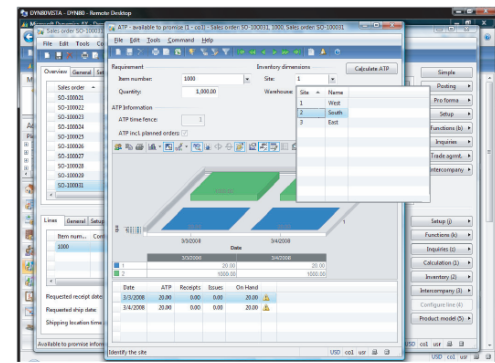 DYN80VISTA - DYN80 - Remote Desktop
ATP - available to promise (1 - co1) - Sales order: SO-100031, 1000, Sales order: SO-100031
Sales order: SO-100031
File Edit Tools Command Help
File Edit Tools
Requirement
Inventory dimensions
Calculate ATP
Item number: 1000
Site: 1
Quantity: 1,000.00
Warehouse:
Site Name
1 West
2 South
3 East
ATP Information
ATP time fence: 1
ATP incl. planned orders
Overview General
Sales order
SO-100021
SO-100022
SO-100023
SO-100024
SO-100025
SO-100026
SO-100027
SO-100028
SO-100030
SO-100031
Simple
Posting
Pro forma
Setup
Functions (b)
Inquiries
Trade agmt.
Intercompany
3/3/2008 3/4/2008
Date
3/3/2008 3/4/2008
1 20.00 20.00
2 1000.00 1000.00
Date ATP Receipts Issues On Hand
3/3/2008 20.00 0.00 0.00 20.00
3/4/2008 20.00 0.00 0.00 20.00
Identify the site
USD co1 usr
Lines General Setup
Item num...
1000
Requested receipt date:
Requested ship date:
Shipping location time
Available to promise inform
Setup (j)
Functions (k)
Inquiries (s)
Calculation (1)
Inventory (2)
Intercompany (3)
Configure line (4)
Product model (5)
USD co1 usr
USD co1 usr